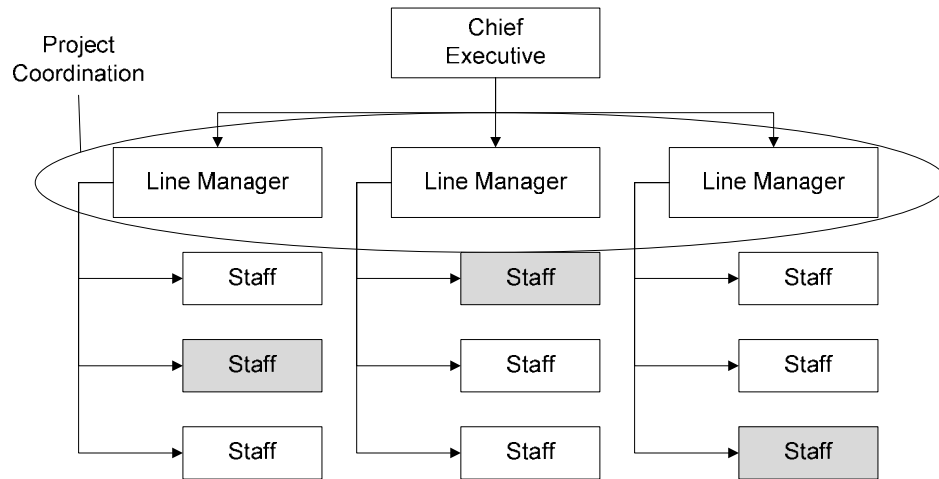 Project
Coordination
Chief
Executive
Line Manager
Line Manager
Line Manager
Staff
Staff
Staff
Staff
Staff
Staff
Staff
Staff
Staff